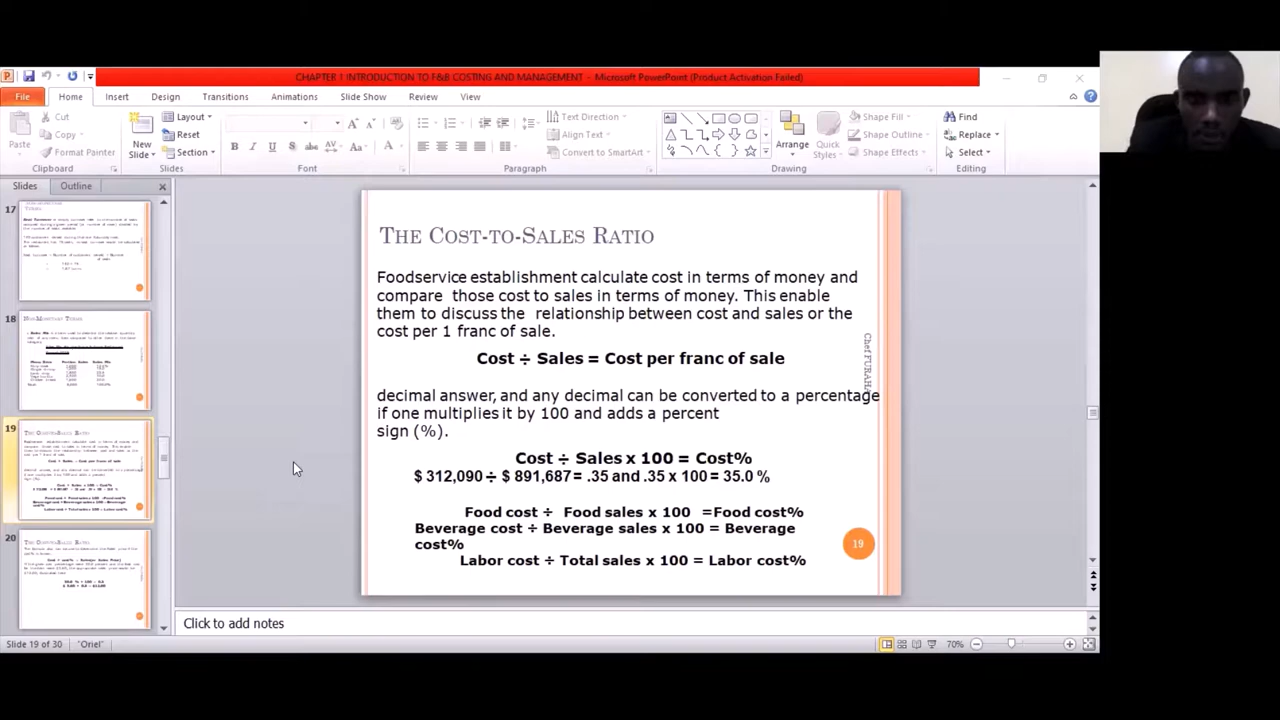 CHAPTER 1 INTRODUCTION TO F&B COSTING AND MANAGEMENT - Microsoft PowerPoint (Product Activation Failed)
File Home Insert Design Transitions Animations Slide Show Review View
Paste
Cut
Copy
Format Painter
Clipboard
New Slide
Layout
Reset
Section
Slides
Font
Text Direction
Align Text
Convert to SmartArt
Paragraph
Arrange
Quick Styles
Shape Fill
Shape Outline
Shape Effects
Drawing
Find
Replace
Select
Editing
Slides Outline
17
18
19
20
THE COST-TO-SALES RATIO
Foodservice establishment calculate cost in terms of money and
compare those cost to sales in terms of money. This enable
them to discuss the relationship between cost and sales or the
cost per 1 franc of sale.
Cost ÷ Sales = Cost per franc of sale
decimal answer, and any decimal can be converted to a percentage
if one multiplies it by 100 and adds a percent
sign (%).
Cost ÷ Sales x 100 = Cost%
$ 312,090 ÷ $ 891,687 = .35 and .35 x 100 = 35.0 %
Food cost ÷ Food sales x 100 =Food cost%
Beverage cost ÷ Beverage sales x 100 = Beverage
cost%
Labor cost ÷ Total sales x 100 = Labor cost%
19
Click to add notes
Slide 19 of 30 "Oriel" 70%